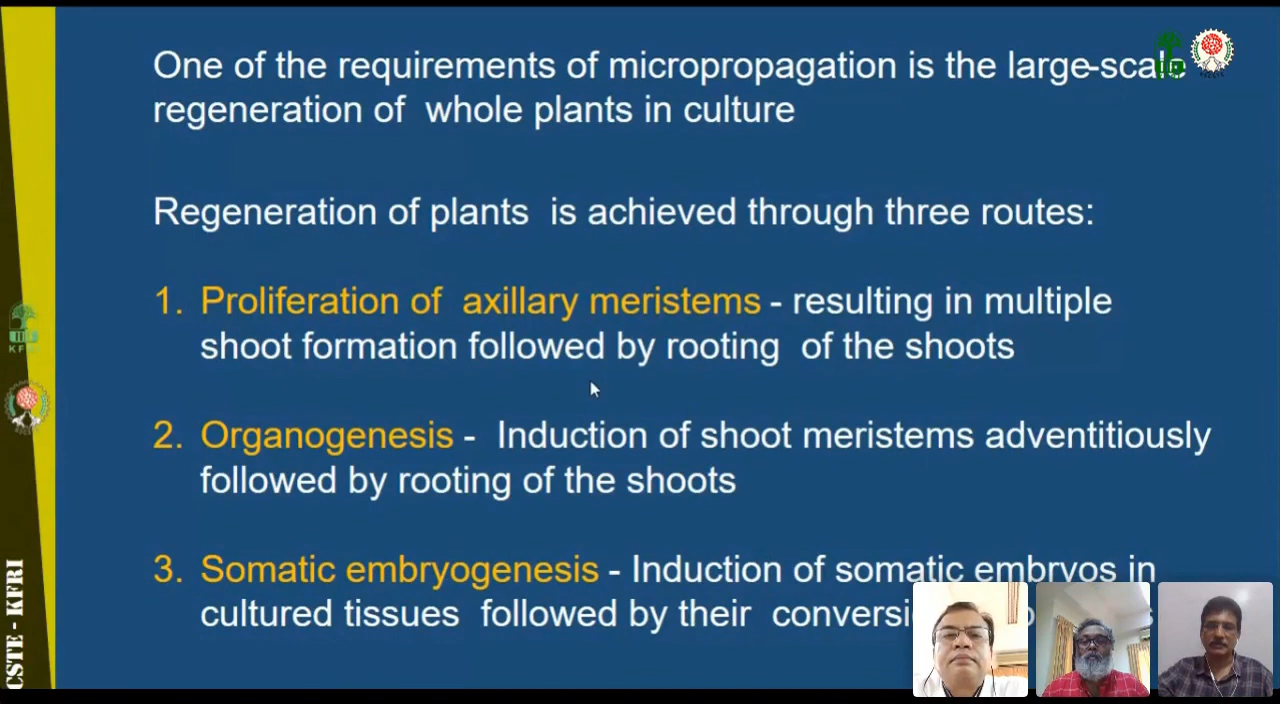 One of the requirements of micropropagation is the large-scale
regeneration of whole plants in culture
Regeneration of plants is achieved through three routes:
1. Proliferation of axillary meristems - resulting in multiple
shoot formation followed by rooting of the shoots
2. Organogenesis - Induction of shoot meristems adventitiously
followed by rooting of the shoots
3. Somatic embryogenesis - Induction of somatic embryos in
cultured tissues followed by their
CSTE - KFRI